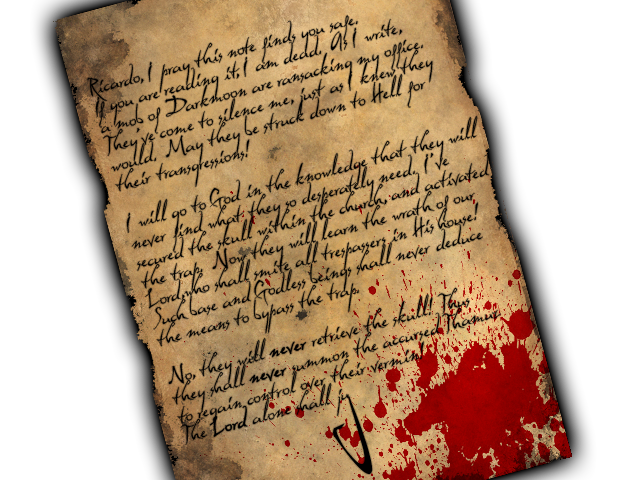 Ricardo, I pray this note finds you safe.
If you are reading it, I am dead. As I write,
a mob of Darkmoon are ransacking my office.
They've come to silence me, just as I knew they
would. May they be struck down to Hell for
their transgressions!
I will go to God in the knowledge that they will
never find what they so desperately need. I've
secured the skull within the church, and activated
the trap. Now they will learn the wrath of our
Lord, who shall smite all trespassers in His house!
Such base and Godless beings shall never deduce
the means to bypass the trap.
No, they will never retrieve the skull! Thus
they shall never summon the accursed Thamus
to regain control over their vermin!
The Lord alone shall j